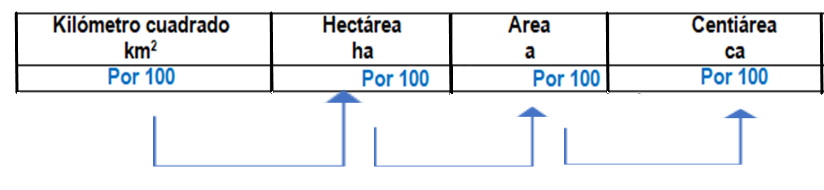 Kilómetro cuadrado Hectárea Area Centiárea
km² ha a ca
Por 100 Por 100 Por 100 Por 100